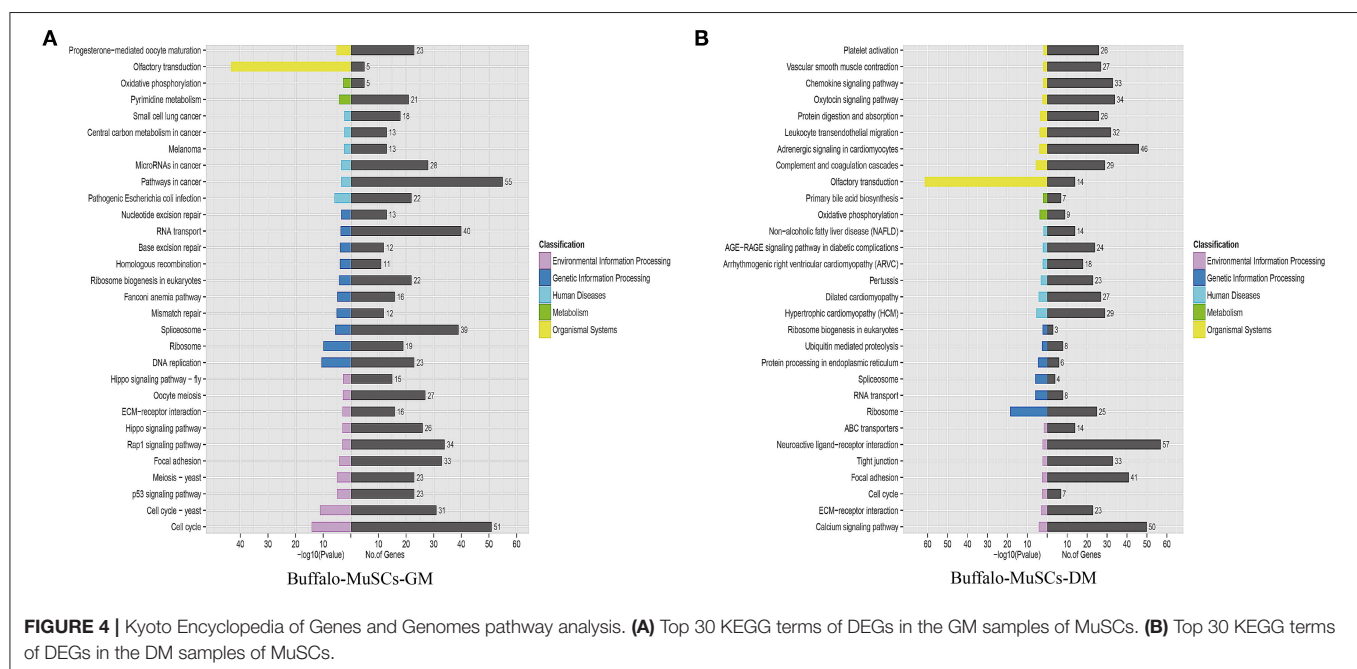 A
Progesterone-mediated oocyte maturation 23
Olfactory transduction 5
Oxidative phosphorylation 5
Pyrimidine metabolism 21
Small cell lung cancer 18
Central carbon metabolism in cancer 13
Melanoma 13
MicroRNAs in cancer 28
Pathways in cancer 55
Pathogenic Escherichia coli infection 22
Nucleotide excision repair 13
RNA transport 40
Base excision repair 12
Homologous recombination 11
Ribosome biogenesis in eukaryotes 22
Fanconi anemia pathway 16
Mismatch repair 12
Spliceosome 39
Ribosome 19
DNA replication 23
Hippo signaling pathway − fly 15
Oocyte meiosis 27
ECM-receptor interaction 16
Hippo signaling pathway 26
Rap1 signaling pathway 34
Focal adhesion 33
Meiosis − yeast 23
p53 signaling pathway 23
Cell cycle − yeast 31
Cell cycle 51
40 30 20 10 10 20 30 40 50 60
−log10(Pvalue) No.of Genes
Buffalo-MuSCs-GM
Classification
Environmental Information Processing
Genetic Information Processing
Human Diseases
Metabolism
Organismal Systems
B
Platelet activation 26
Vascular smooth muscle contraction 27
Chemokine signaling pathway 33
Oxytocin signaling pathway 34
Protein digestion and absorption 26
Leukocyte transendothelial migration 32
Adrenergic signaling in cardiomyocytes 46
Complement and coagulation cascades 29
Olfactory transduction 14
Primary bile acid biosynthesis 7
Oxidative phosphorylation 9
Non-alcoholic fatty liver disease (NAFLD) 14
AGE-RAGE signaling pathway in diabetic complications 24
Arrhythmogenic right ventricular cardiomyopathy (ARVC) 18
Pertussis 23
Dilated cardiomyopathy 27
Hypertrophic cardiomyopathy (HCM) 29
Ribosome biogenesis in eukaryotes 3
Ubiquitin mediated proteolysis 8
Protein processing in endoplasmic reticulum 6
Spliceosome 4
RNA transport 8
Ribosome 25
ABC transporters 14
Neuroactive ligand-receptor interaction 57
Tight junction 33
Focal adhesion 41
Cell cycle 7
ECM-receptor interaction 23
Calcium signaling pathway 50
60 50 40 30 20 10 10 20 30 40 50 60
−log10(Pvalue) No.of Genes
Buffalo-MuSCs-DM
Classification
Environmental Information Processing
Genetic Information Processing
Human Diseases
Metabolism
Organismal Systems
FIGURE 4 | Kyoto Encyclopedia of Genes and Genomes pathway analysis. (A) Top 30 KEGG terms of DEGs in the GM samples of MuSCs. (B) Top 30 KEGG terms
of DEGs in the DM samples of MuSCs.